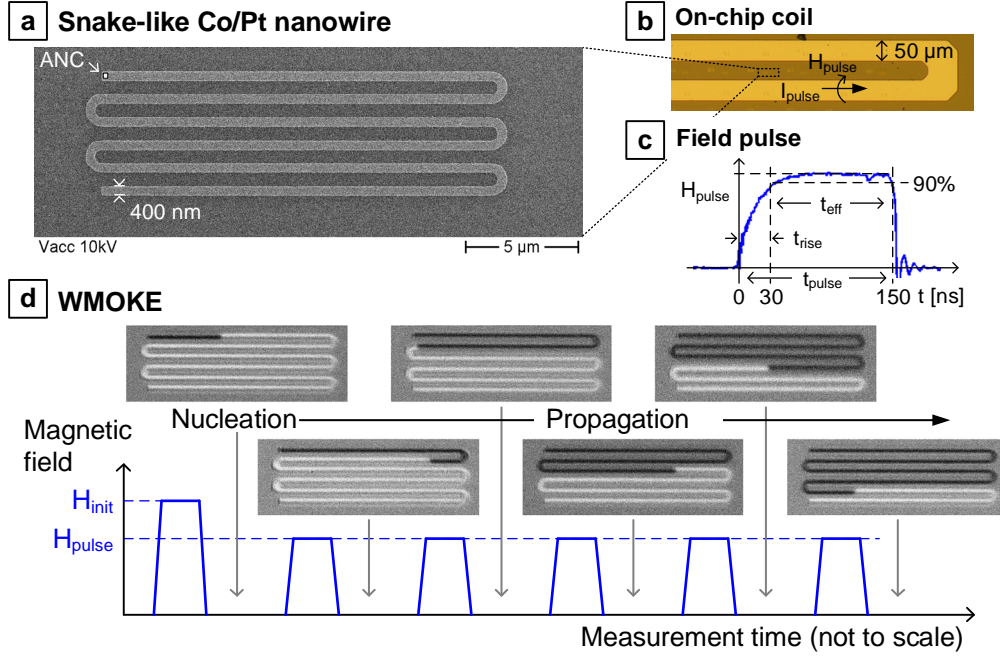 a Snake-like Co/Pt nanowire
ANC
400 nm
Vacc 10kV
5 µm
b On-chip coil
50 µm
Hpulse
Ipulse
c Field pulse
Hpulse
90%
teff
trise
tpulse
0 30 150 t [ns]
d WMOKE
Nucleation Propagation
Magnetic
field
Hinit
Hpulse
Measurement time (not to scale)